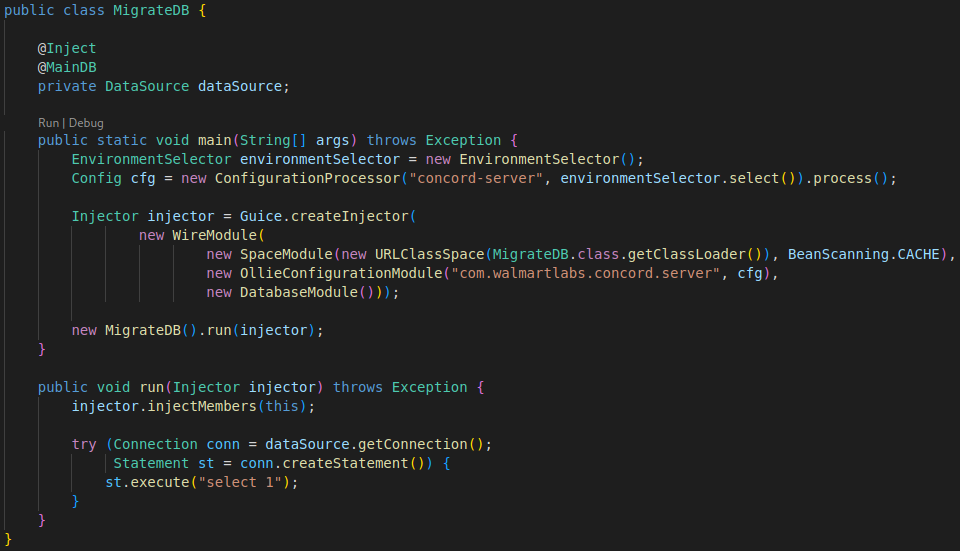 public class MigrateDB {
@Inject
@MainDB
private DataSource dataSource;
Run | Debug
public static void main(String[] args) throws Exception {
EnvironmentSelector environmentSelector = new EnvironmentSelector();
Config cfg = new ConfigurationProcessor("concord-server", environmentSelector.select()).process();
Injector injector = Guice.createInjector(
new WireModule(
new SpaceModule(new URLClassSpace(MigrateDB.class.getClassLoader()), BeanScanning.CACHE),
new OllieConfigurationModule("com.walmartlabs.concord.server", cfg),
new DatabaseModule()));
new MigrateDB().run(injector);
}
public void run(Injector injector) throws Exception {
injector.injectMembers(this);
try (Connection conn = dataSource.getConnection();
Statement st = conn.createStatement()) {
st.execute("select 1");
}
}
}